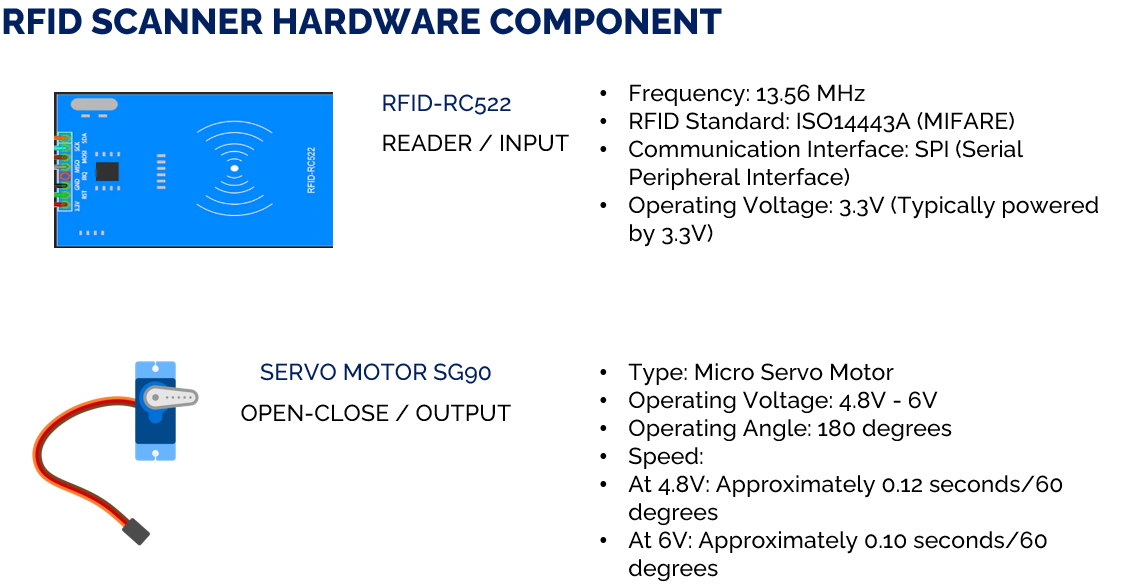 RFID SCANNER HARDWARE COMPONENT
RFID-RC522
READER / INPUT
SDA
SCK
MOSI
MISO
IRQ
GND
RST
3.3V
RFID-RC522
• Frequency: 13.56 MHz
• RFID Standard: ISO14443A (MIFARE)
• Communication Interface: SPI (Serial
Peripheral Interface)
• Operating Voltage: 3.3V (Typically powered
by 3.3V)
SERVO MOTOR SG90
OPEN-CLOSE / OUTPUT
• Type: Micro Servo Motor
• Operating Voltage: 4.8V - 6V
• Operating Angle: 180 degrees
• Speed:
• At 4.8V: Approximately 0.12 seconds/60
degrees
• At 6V: Approximately 0.10 seconds/60
degrees